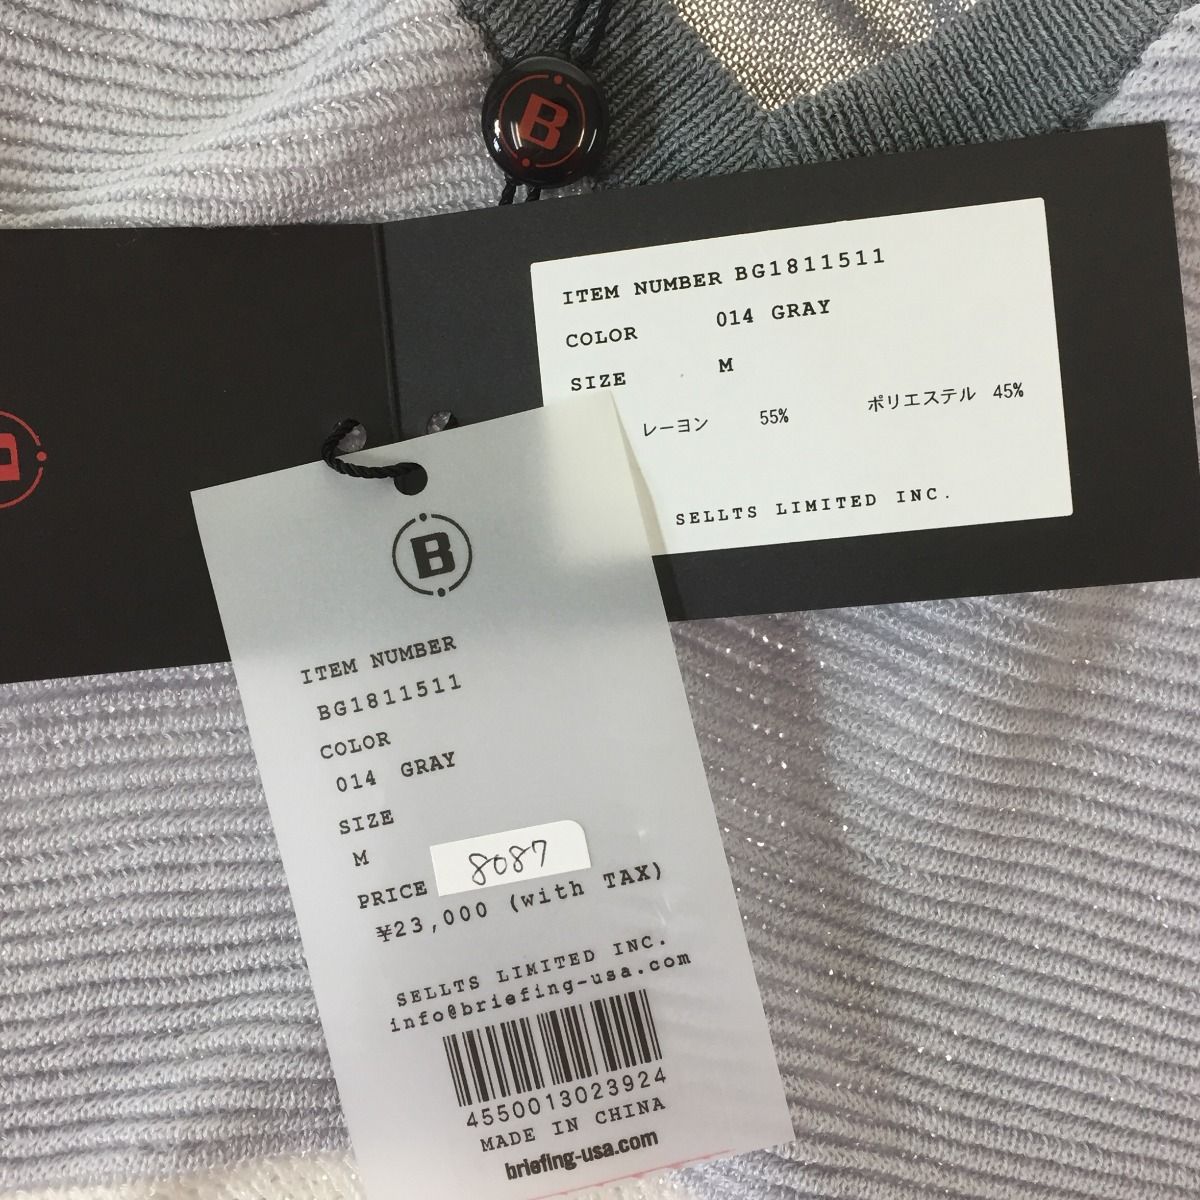 B
ITEM NUMBER BG1811511
COLOR 014 GRAY
SIZE M
レーヨン 55% ポリエステル 45%
SELLTS LIMITED INC.
B
ITEM NUMBER
BG1811511
COLOR
014 GRAY
SIZE
M
8087
PRICE
¥23,000 (with TAX)
SELLTS LIMITED INC.
info@briefing-usa.com
4550013023924
MADE IN CHINA
briefing-usa.com